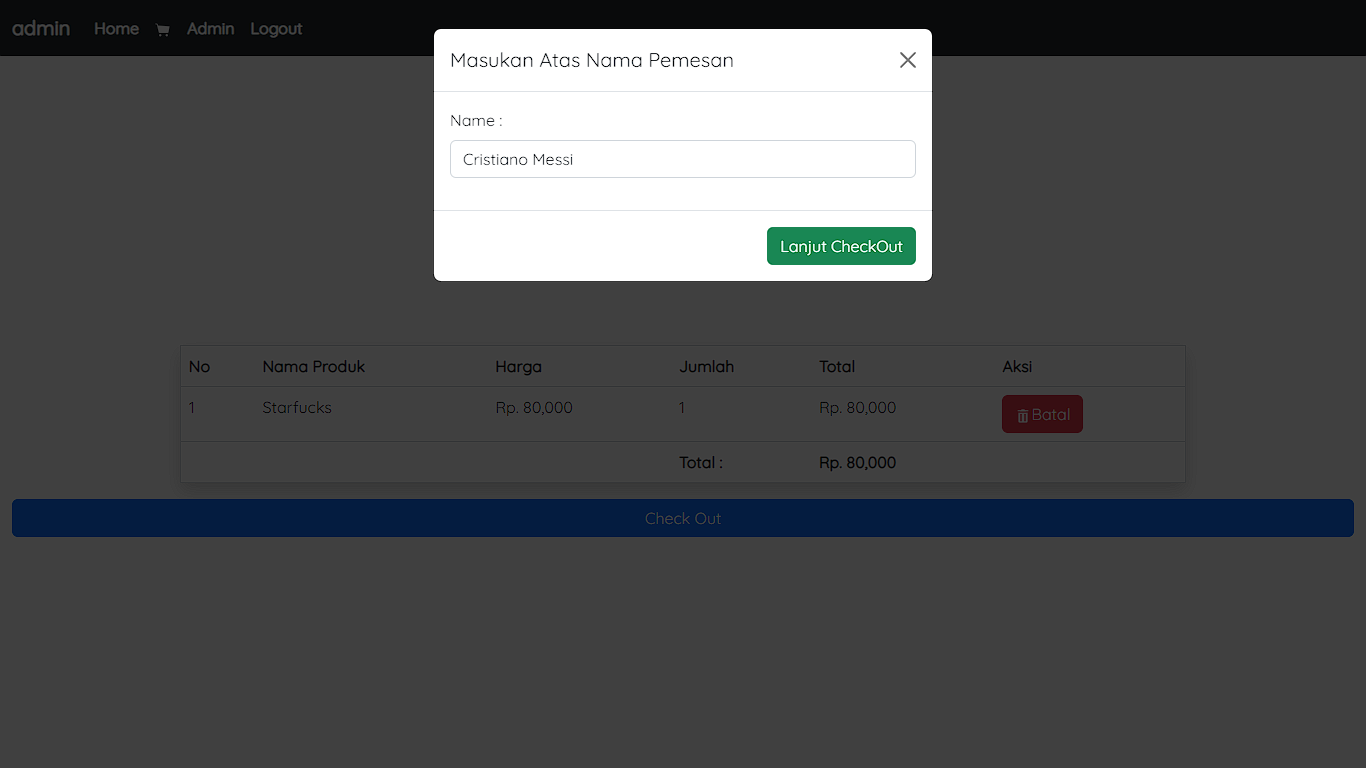 admin Home Admin Logout
Masukan Atas Nama Pemesan
Name :
Cristiano Messi
Lanjut CheckOut
No Nama Produk Harga Jumlah Total Aksi
1 Starfucks Rp. 80,000 1 Rp. 80,000 Batal
Total : Rp. 80,000
Check Out